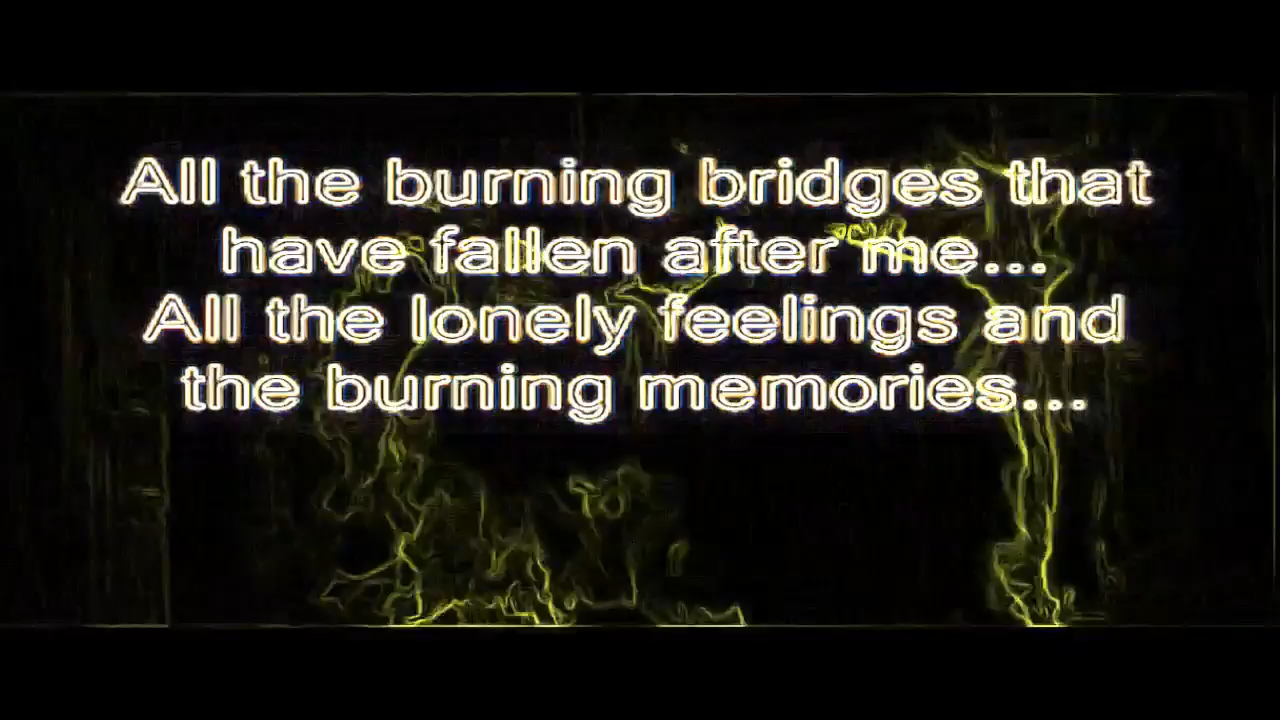 All the burning bridges that
have fallen after me...
All the lonely feelings and
the burning memories...